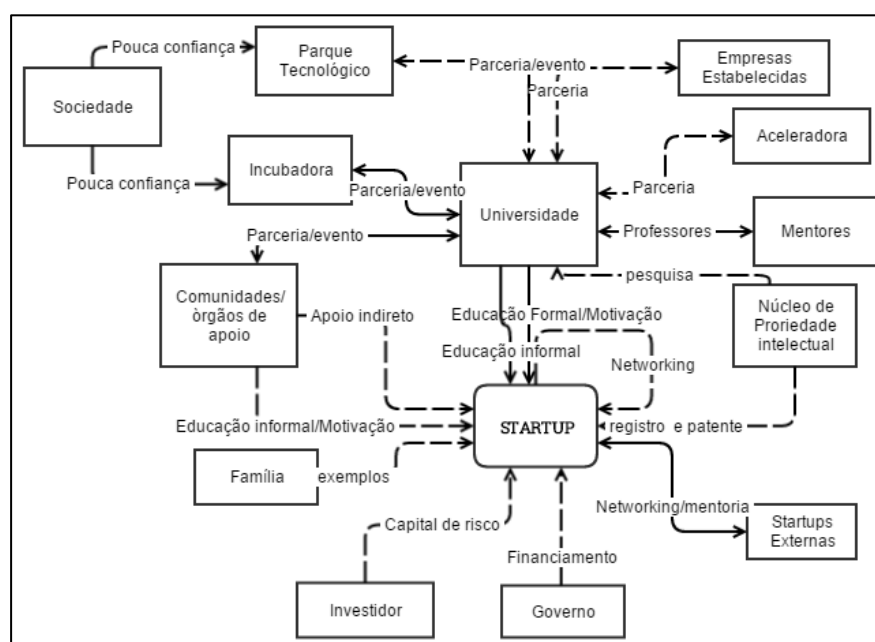 Pouca confiança
Parque
Tecnológico
Parceria/evento
Parceria
Empresas
Estabelecidas
Sociedade
Aceleradora
Pouca confiança
Incubadora
Parceria/evento
Universidade
Parceria
Parceria/evento
Professores
Mentores
pesquisa
Comunidades/
òrgãos de
apoio
Apoio indireto
Educação Formal/Motivação
Núcleo de
Proriedade
intelectual
Educação informal
Networking
Educação informal/Motivação
STARTUP
registro e patente
Família
exemplos
Networking/mentoria
Startups
Externas
Capital de risco
Financiamento
Investidor
Governo